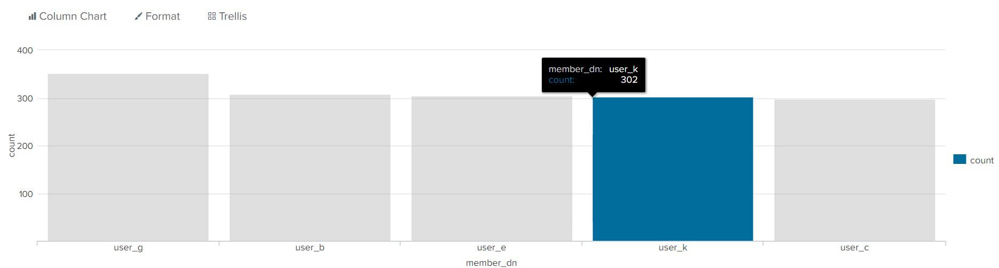 Column Chart Format Trellis
400
member_dn: user_k
count: 302
300
count
200
count
100
user_g user_b user_e user_k user_c
member_dn